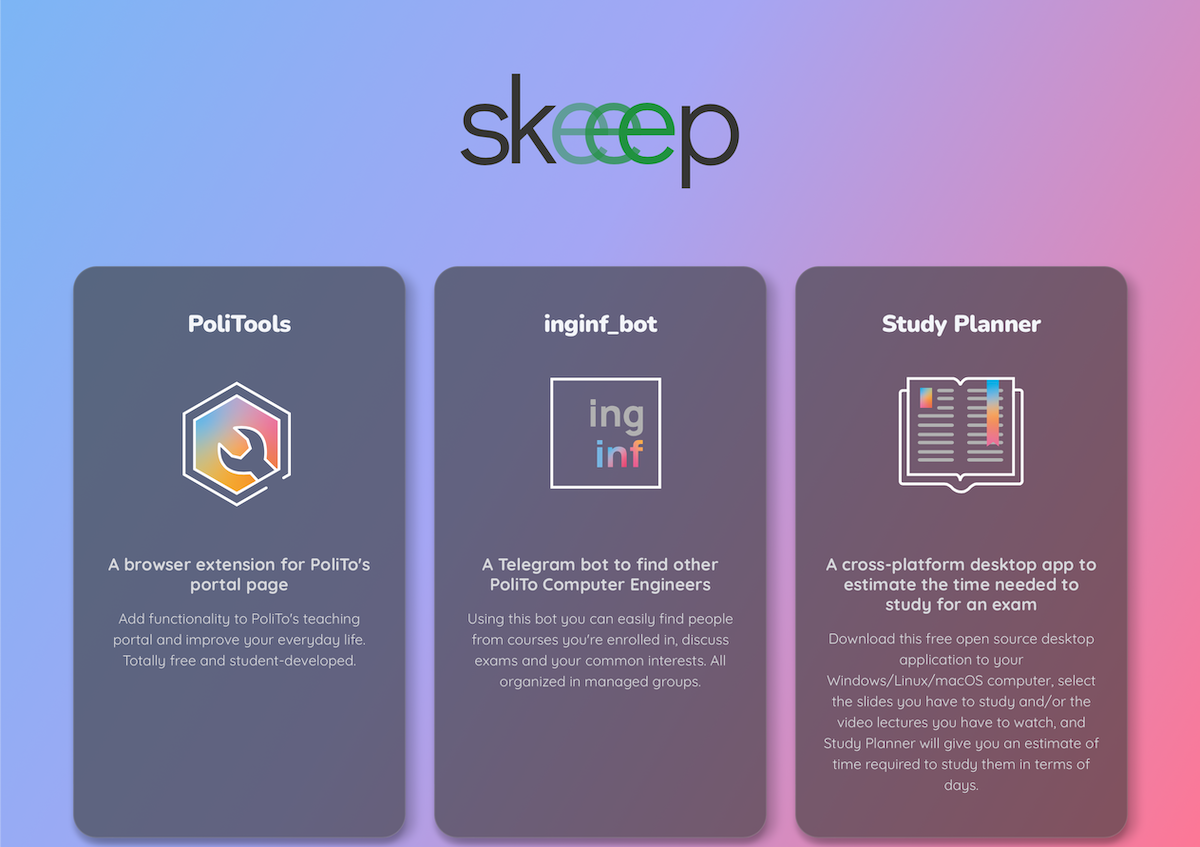 skeeep
PoliTools
inginf_bot
Study Planner
ing
inf
A browser extension for PoliTo's
portal page
Add functionality to PoliTo's teaching
portal and improve your everyday life.
Totally free and student-developed.
A Telegram bot to find other
PoliTo Computer Engineers
Using this bot you can easily find people
from courses you're enrolled in, discuss
exams and your common interests. All
organized in managed groups.
A cross-platform desktop app to
estimate the time needed to
study for an exam
Download this free open source desktop
application to your
Windows/Linux/macOS computer, select
the slides you have to study and/or the
video lectures you have to watch, and
Study Planner will give you an estimate of
time required to study them in terms of
days.